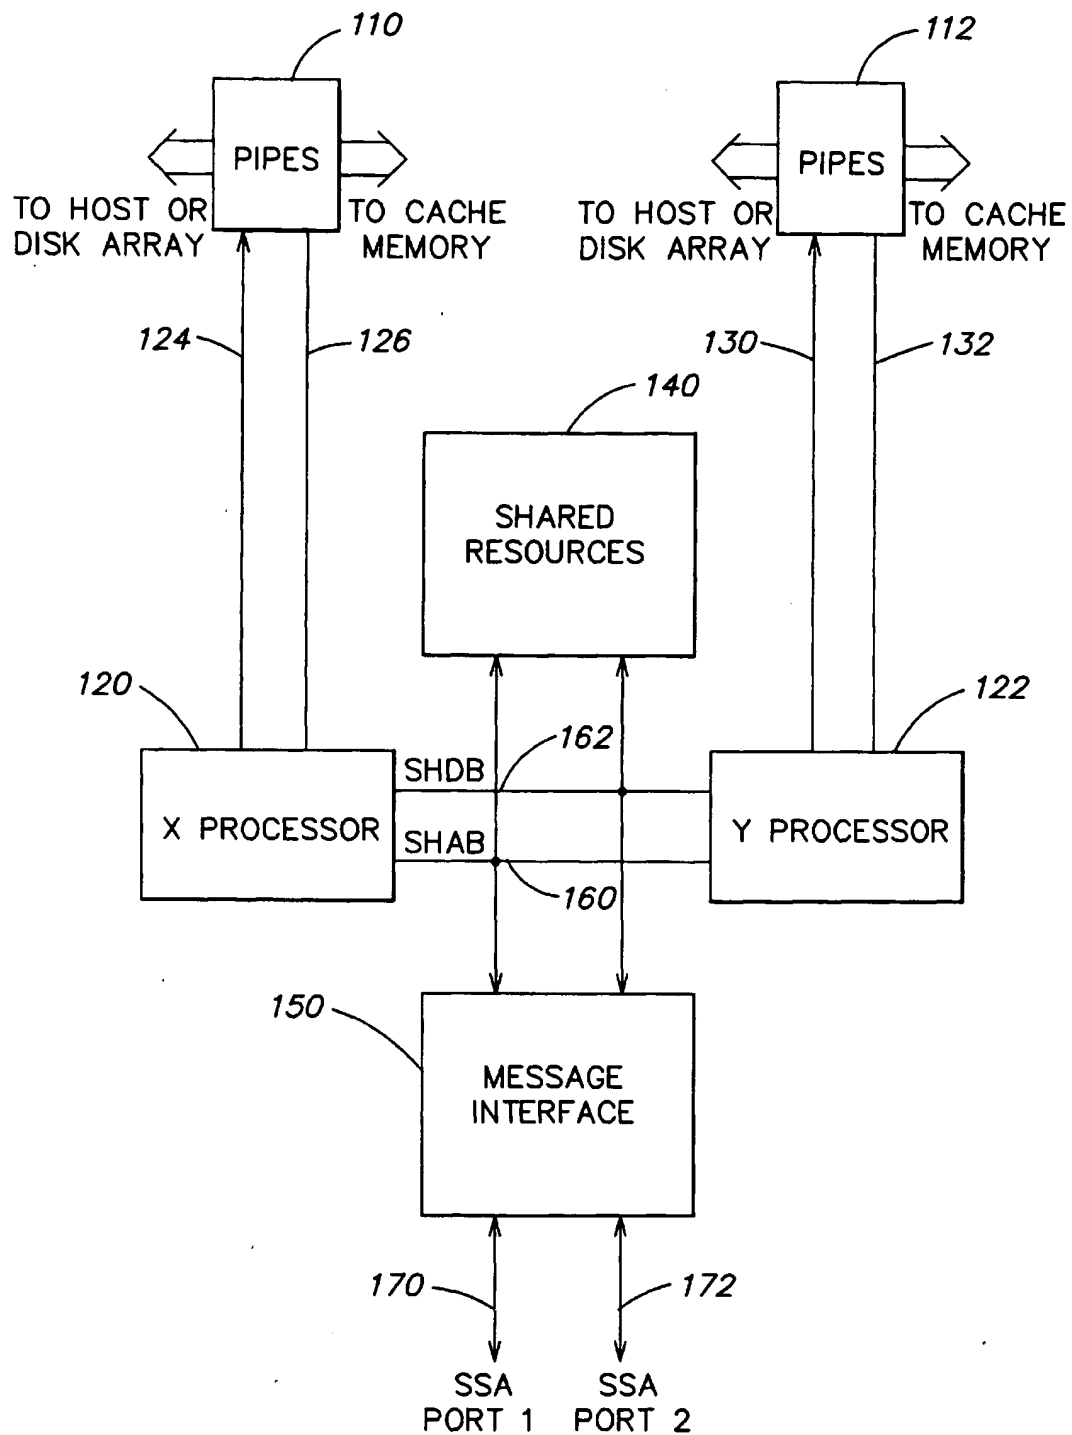 110
112
PIPES
PIPES
TO HOST OR
DISK ARRAY
TO CACHE
MEMORY
TO HOST OR
DISK ARRAY
TO CACHE
MEMORY
124
126
130
132
140
SHARED
RESOURCES
120
122
162
SHDB
X PROCESSOR
Y PROCESSOR
SHAB
160
150
MESSAGE
INTERFACE
170
172
SSA
PORT 1
SSA
PORT 2